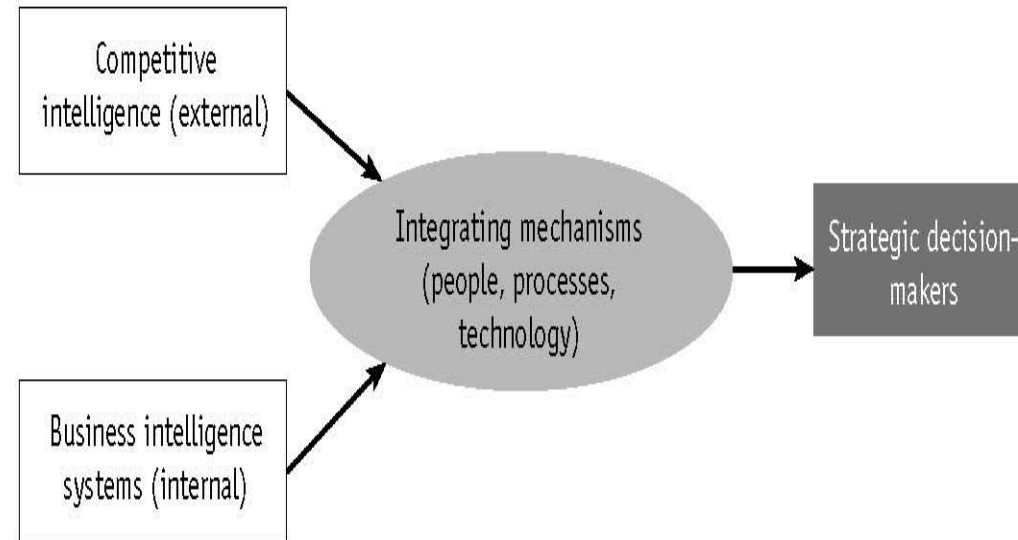 Competitive
intelligence (external)
Integrating mechanisms
(people, processes,
technology)
Strategic decision-
makers
Business intelligence
systems (internal)